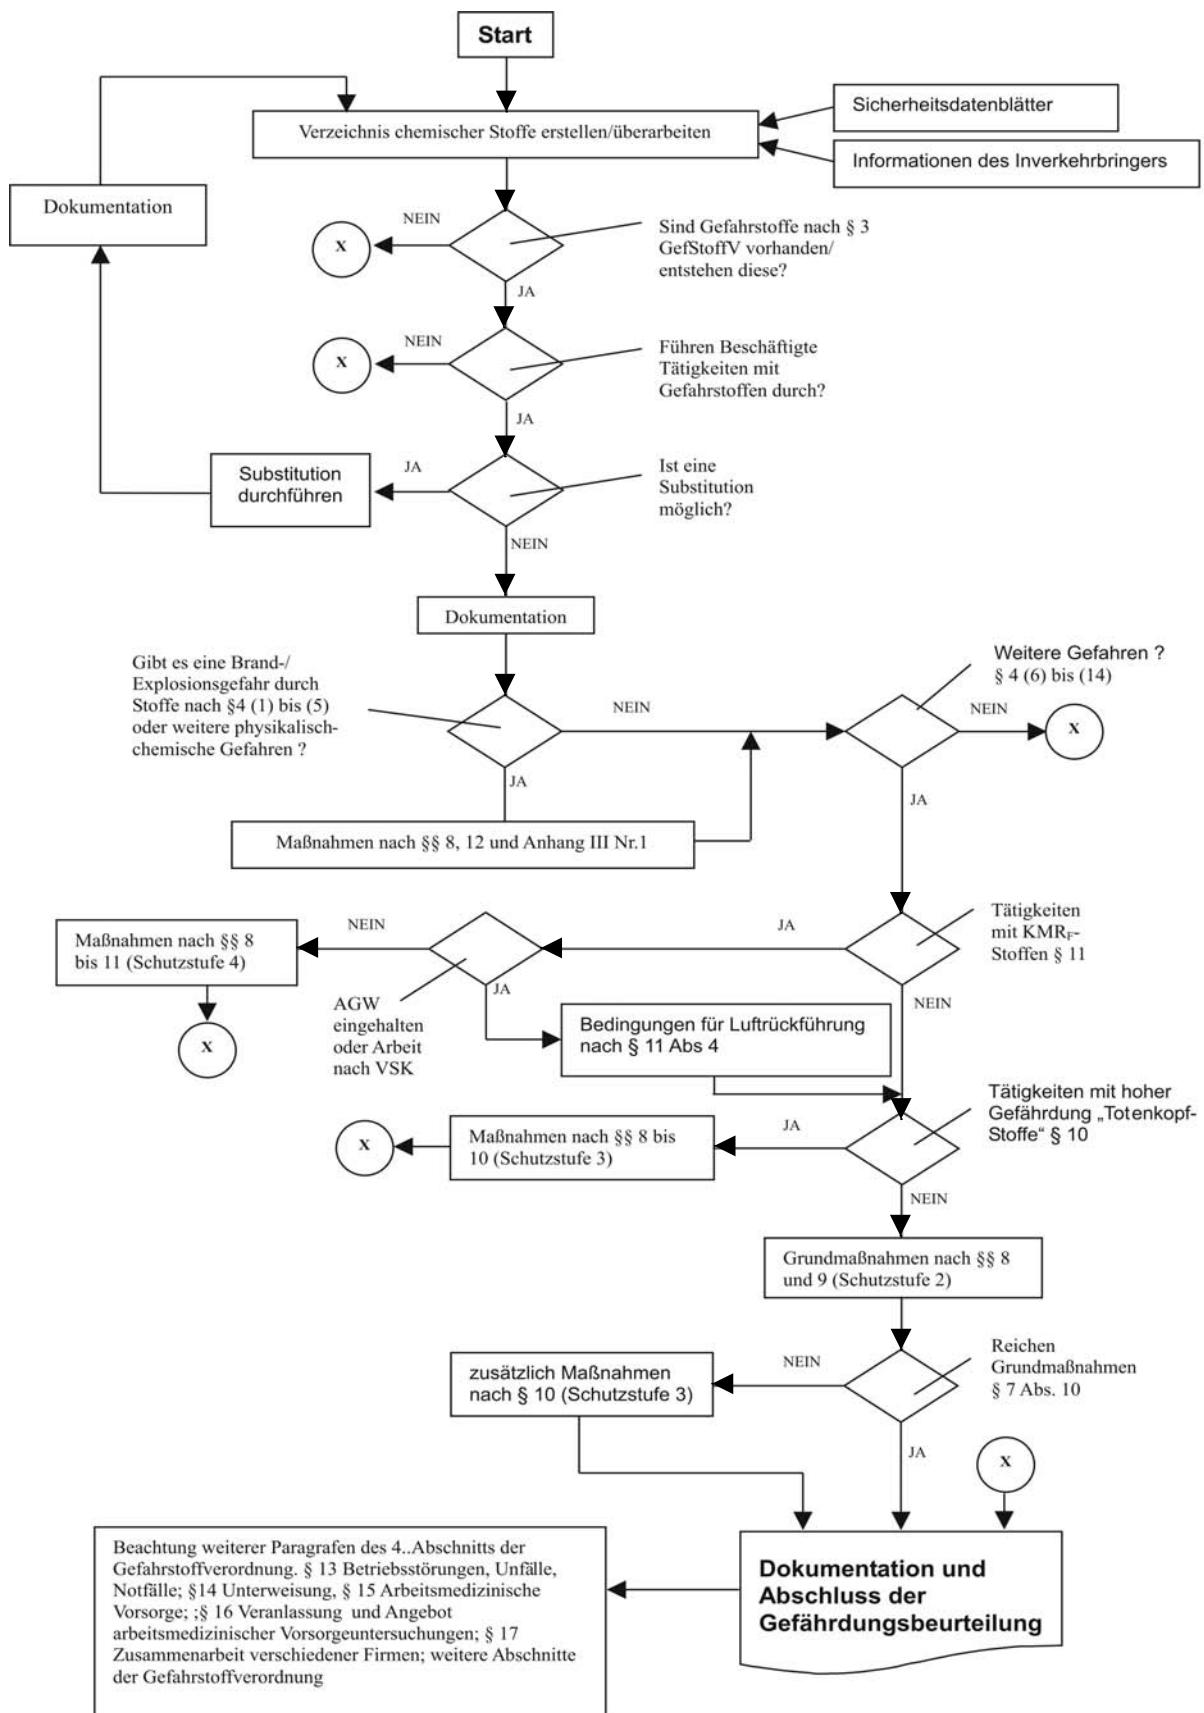 Start
Verzeichnis chemischer Stoffe erstellen/überarbeiten
Sicherheitsdatenblätter
Informationen des Inverkehrbringers
Dokumentation
NEIN
X
Sind Gefahrstoffe nach § 3
GefStoffV vorhanden/
entstehen diese?
JA
NEIN
X
Führen Beschäftigte
Tätigkeiten mit
Gefahrstoffen durch?
JA
Substitution
durchführen
JA
Ist eine
Substitution
möglich?
NEIN
Dokumentation
Gibt es eine Brand-/
Explosionsgefahr durch
Stoffe nach §4 (1) bis (5)
oder weitere physikalisch-
chemische Gefahren ?
NEIN
Weitere Gefahren ?
§ 4 (6) bis (14)
NEIN
X
JA
JA
Maßnahmen nach §§ 8, 12 und Anhang III Nr.1
Maßnahmen nach §§ 8
bis 11 (Schutzstufe 4)
NEIN
JA
Tätigkeiten
mit KMRF-
Stoffen § 11
X
AGW
eingehalten
oder Arbeit
nach VSK
JA
NEIN
Bedingungen für Luftrückführung
nach § 11 Abs 4
Tätigkeiten mit hoher
Gefährdung „Totenkopf-
Stoffe“ § 10
X
Maßnahmen nach §§ 8 bis
10 (Schutzstufe 3)
JA
NEIN
Grundmaßnahmen nach §§ 8
und 9 (Schutzstufe 2)
zusätzlich Maßnahmen
nach § 10 (Schutzstufe 3)
NEIN
Reichen
Grundmaßnahmen
§ 7 Abs. 10
JA
X
Dokumentation und
Abschluss der
Gefährdungsbeurteilung
Beachtung weiterer Paragrafen des 4..Abschnitts der
Gefahrstoffverordnung. § 13 Betriebsstörungen, Unfälle,
Notfälle; §14 Unterweisung, § 15 Arbeitsmedizinische
Vorsorge; ;§ 16 Veranlassung und Angebot
arbeitsmedizinischer Vorsorgeuntersuchungen; § 17
Zusammenarbeit verschiedener Firmen; weitere Abschnitte
der Gefahrstoffverordnung